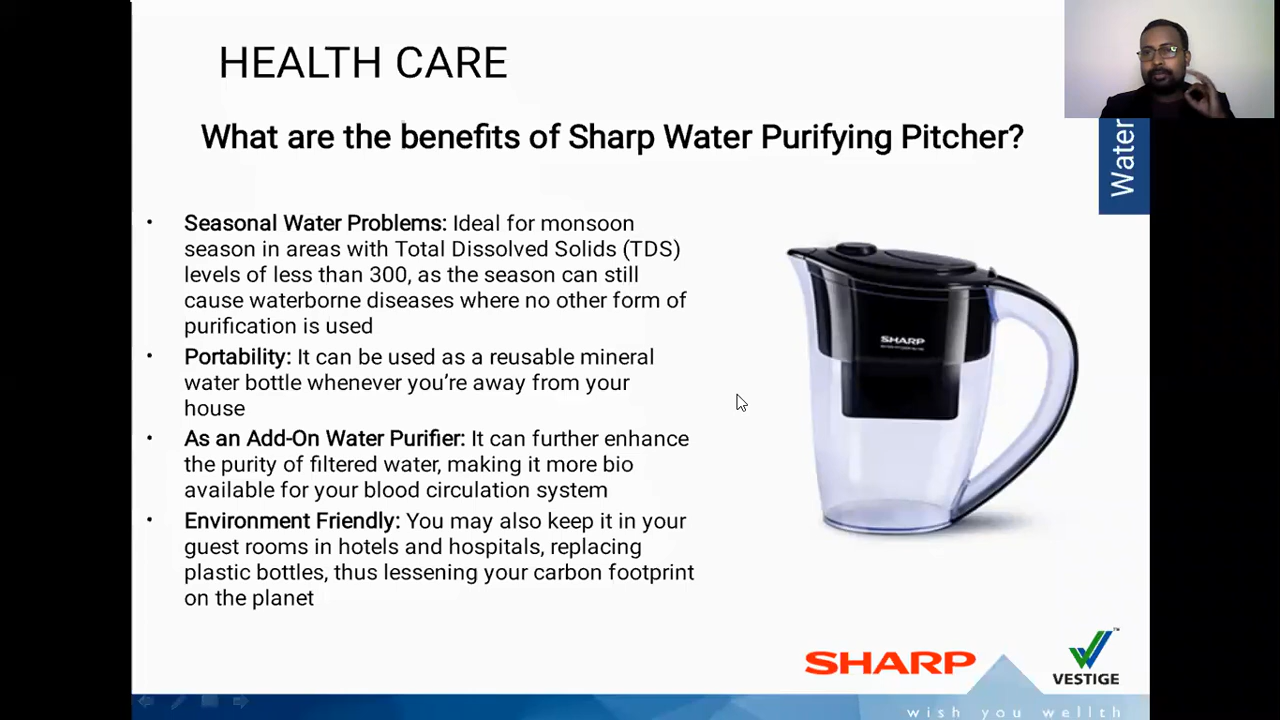 HEALTH CARE
What are the benefits of Sharp Water Purifying Pitcher?
Water
• Seasonal Water Problems: Ideal for monsoon
season in areas with Total Dissolved Solids (TDS)
levels of less than 300, as the season can still
cause waterborne diseases where no other form of
purification is used
• Portability: It can be used as a reusable mineral
water bottle whenever you're away from your
house
• As an Add-On Water Purifier: It can further enhance
the purity of filtered water, making it more bio
available for your blood circulation system
• Environment Friendly: You may also keep it in your
guest rooms in hotels and hospitals, replacing
plastic bottles, thus lessening your carbon footprint
on the planet
SHARP
SHARP
VESTIGE
TM
wish you wellth